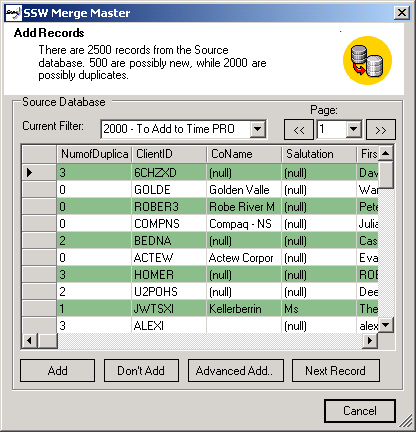 SSW Merge Master
Add Records
There are 2500 records from the Source
database. 500 are possibly new, while 2000 are
possibly duplicates.
Source Database
Page:
Current Filter: 2000 - To Add to Time PRO << 1 >>
NumofDuplica ClientID CoName Salutation Firs
3 6CHZXD (null) (null) Dav
0 GOLDE Golden Valle (null) War
0 ROBER3 Robe River M (null) Pete
0 COMPNS Compaq - NS (null) Julia
2 BEDNA (null) (null) Cas
0 ACTEW Actew Corpor (null) Eva
3 HOMER (null) (null) ROE
2 U2POHS (null) (null) Dee
1 JWTSXI Kellerberrin Ms The
3 ALEXI (null) alex
Add Don't Add Advanced Add.. Next Record
Cancel